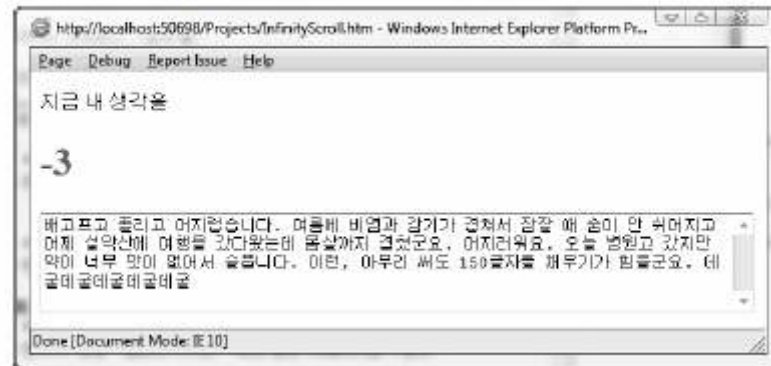 http://localhost:50698/Projects/InfinityScroll.htm - Windows Internet Explorer Platform Pr...
Page Debug Report Issue Help
지금 내 생각을
-3
배고프고 졸리고 어지럽습니다. 여름에 비염과 감기가 겹쳐서 잠잘 때 숨이 안 쉬어지고
어제 설악산에 여행을 갔다왔는데 몸살까지 겹쳤군요. 어지러워요. 오늘 병원고 갔지만
약이 너무 맛이 없어서 슬픕니다. 이런, 아무리 써도 150글자를 채우기가 힘들군요. 데
굴데굴데굴데굴데굴
Done [Document Mode: IE10]